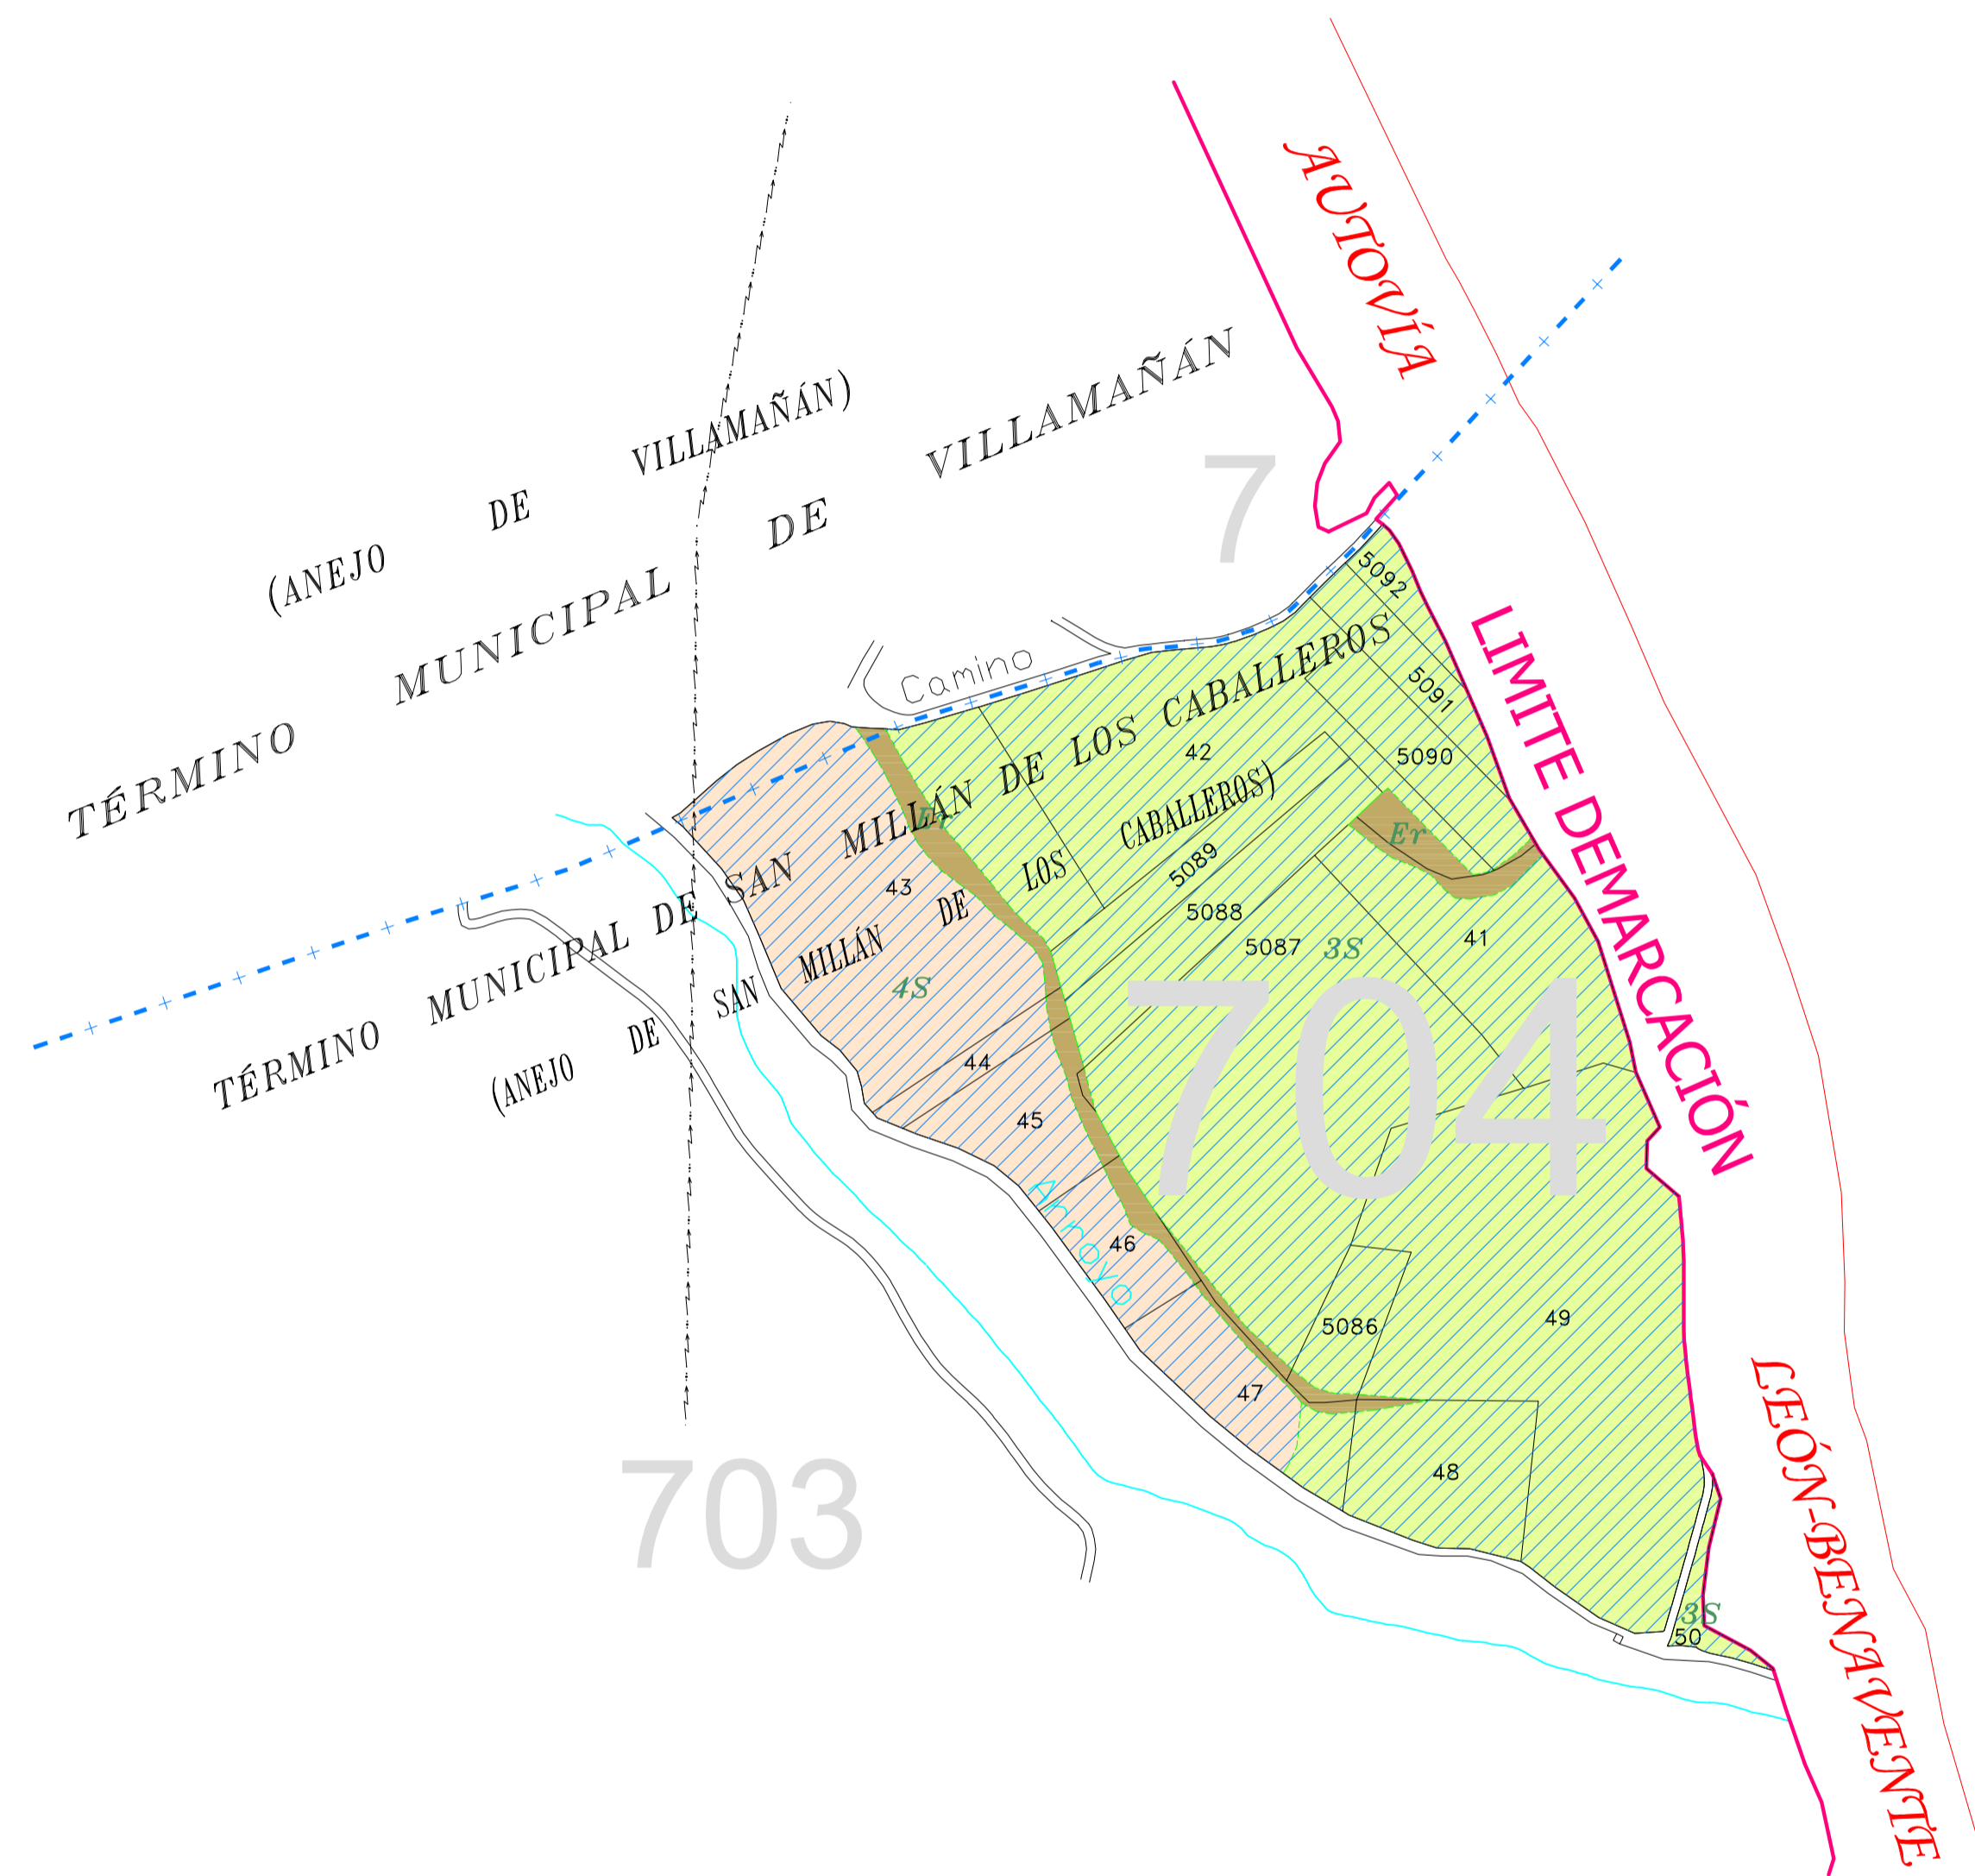 AUTOVÍA
LEÓN-BENAVENTE
LIMITE DEMARCACIÓN
(ANEJO DE VILLAMAÑÁN)
TÉRMINO MUNICIPAL DE VILLAMAÑÁN
7
Camino
TÉRMINO MUNICIPAL DE SAN MILLÁN DE LOS CABALLEROS
(ANEJO DE SAN MILLÁN DE LOS CABALLEROS)
5092
5091
5090
42
Er
Er
43
5089
5088
5087
3S
41
4S
704
44
45
Arroyo
46
5086
49
47
48
703
3S
50